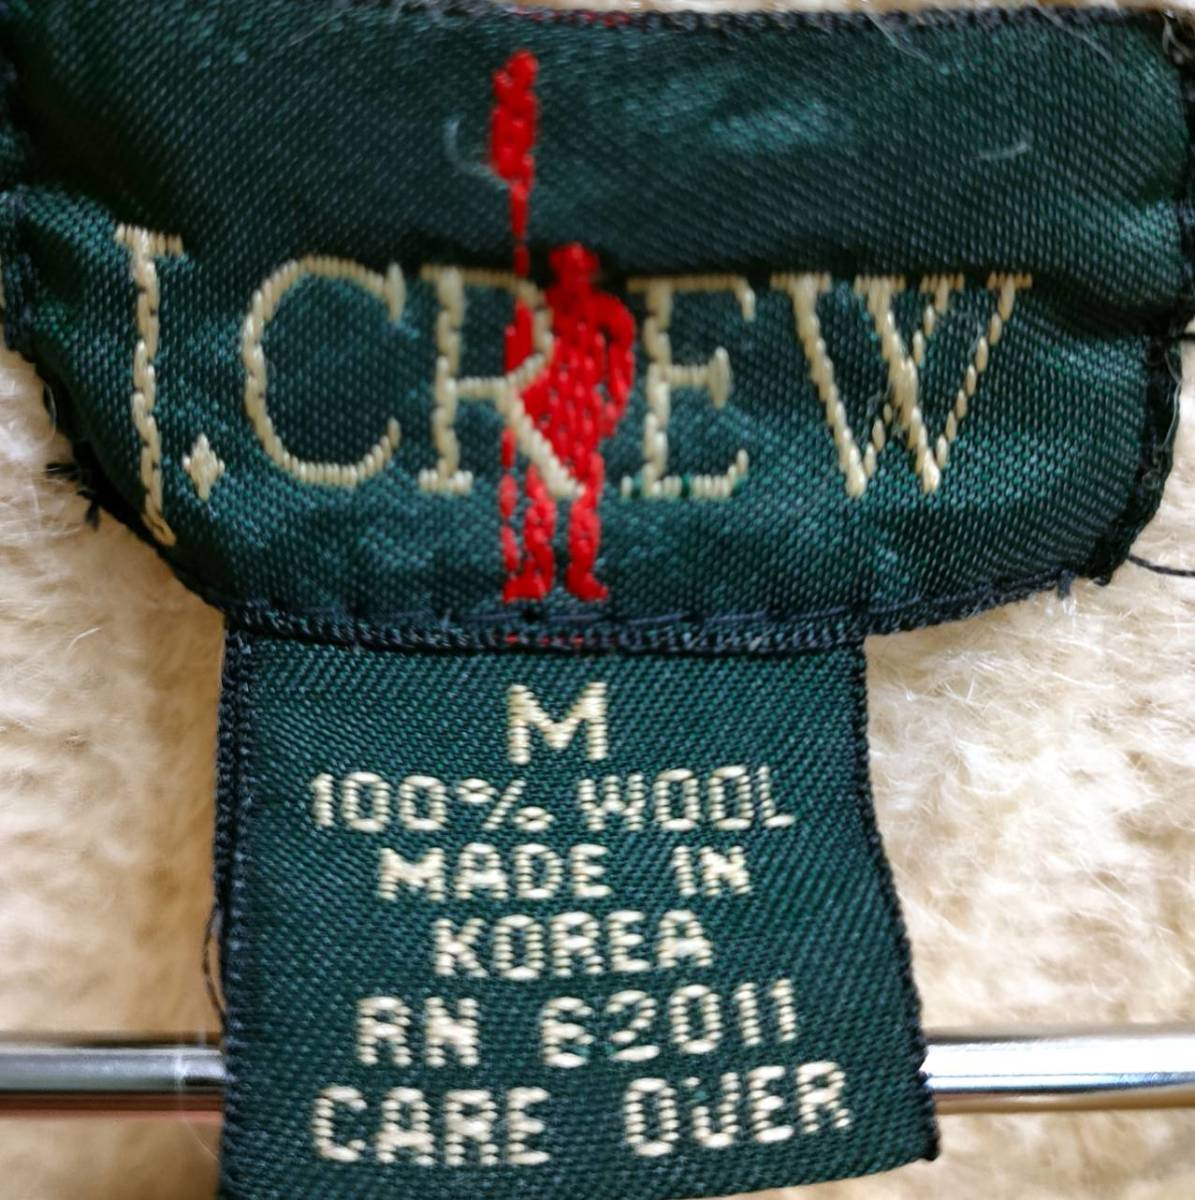 J.CREW
M
100% WOOL
MADE IN
KOREA
RN 62011
CARE OVER